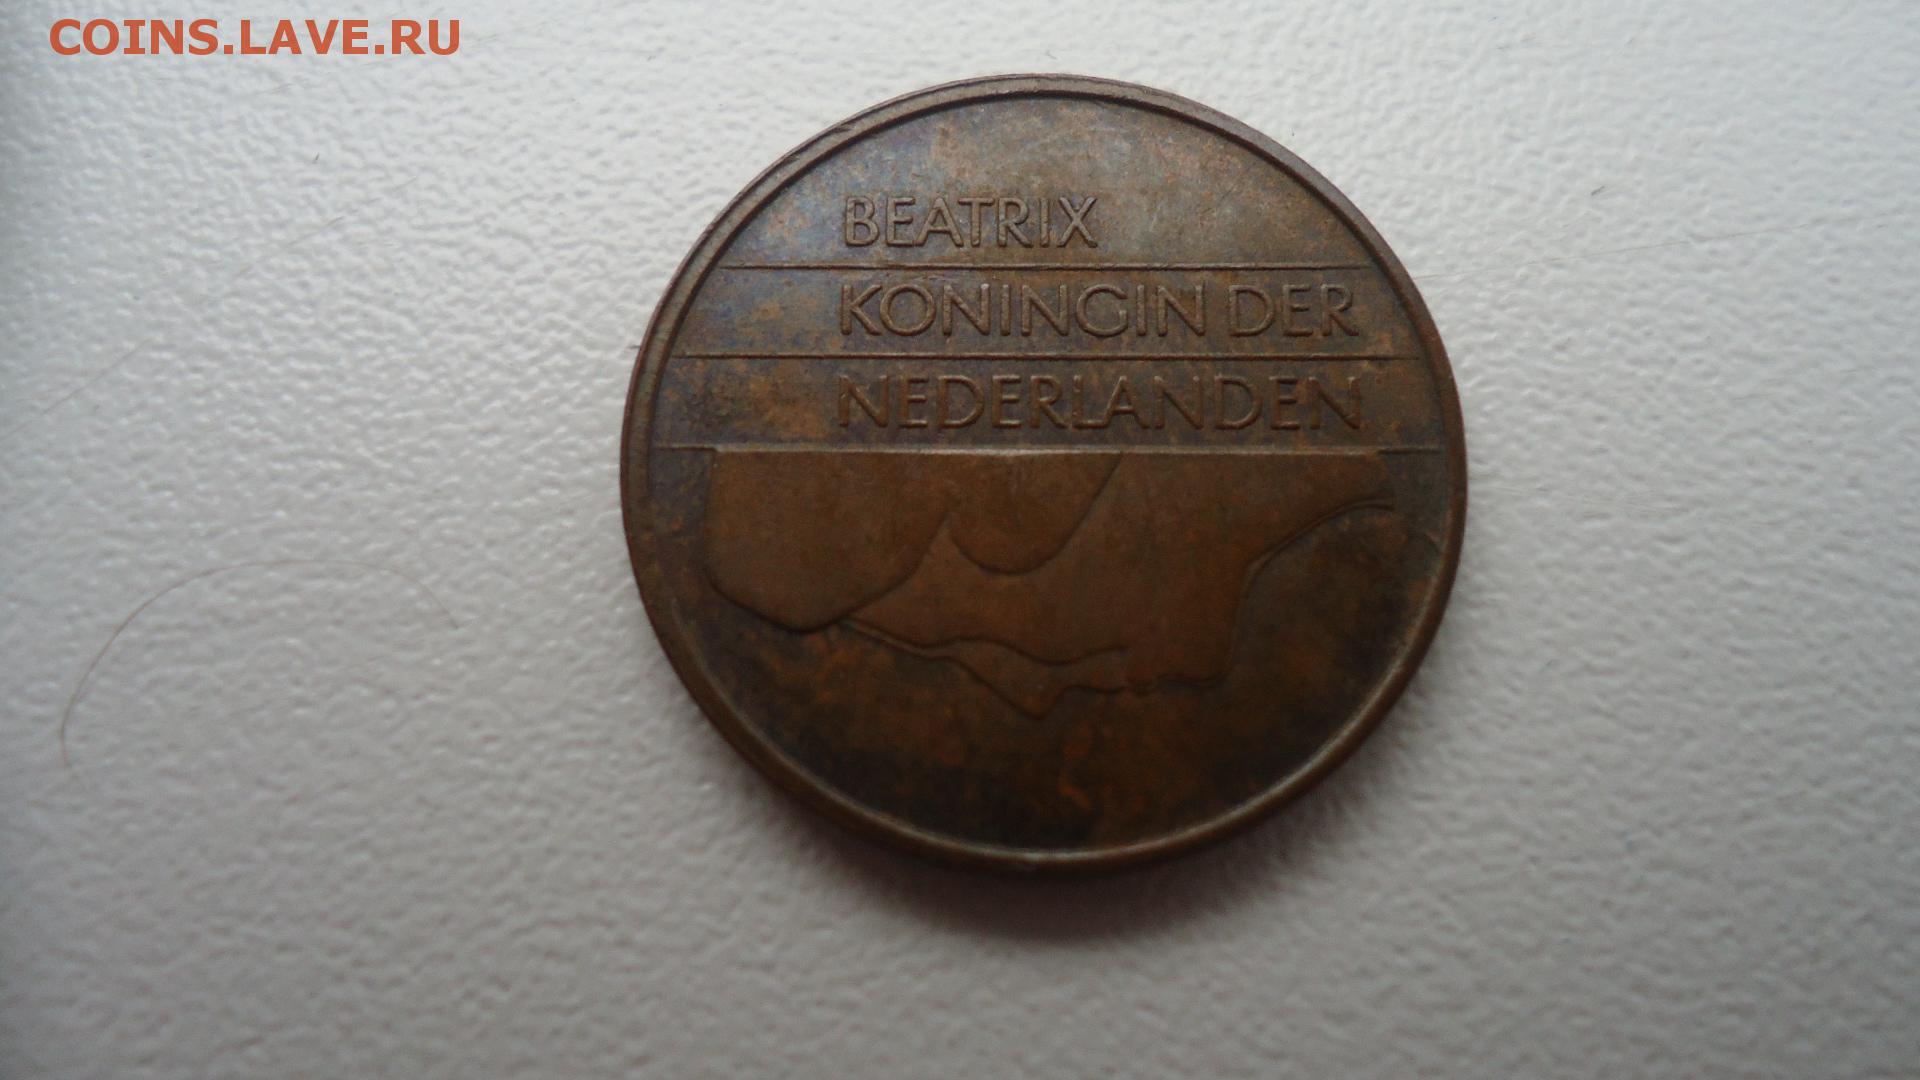 COINS.LAVE.RU
BEATRIX
KONINGIN DER
NEDERLANDEN